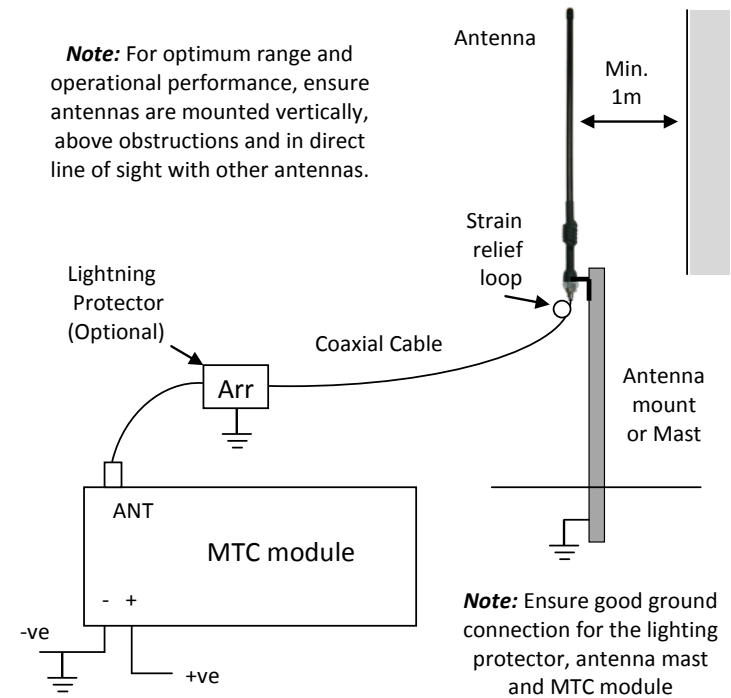 Note: For optimum range and
operational performance, ensure
antennas are mounted vertically,
above obstructions and in direct
line of sight with other antennas.
Antenna
Min.
1m
Strain
relief
loop
Lightning
Protector
(Optional)
Coaxial Cable
Arr
Antenna
mount
or Mast
ANT
MTC module
- +
-ve
+ve
Note: Ensure good ground
connection for the lighting
protector, antenna mast
and MTC module